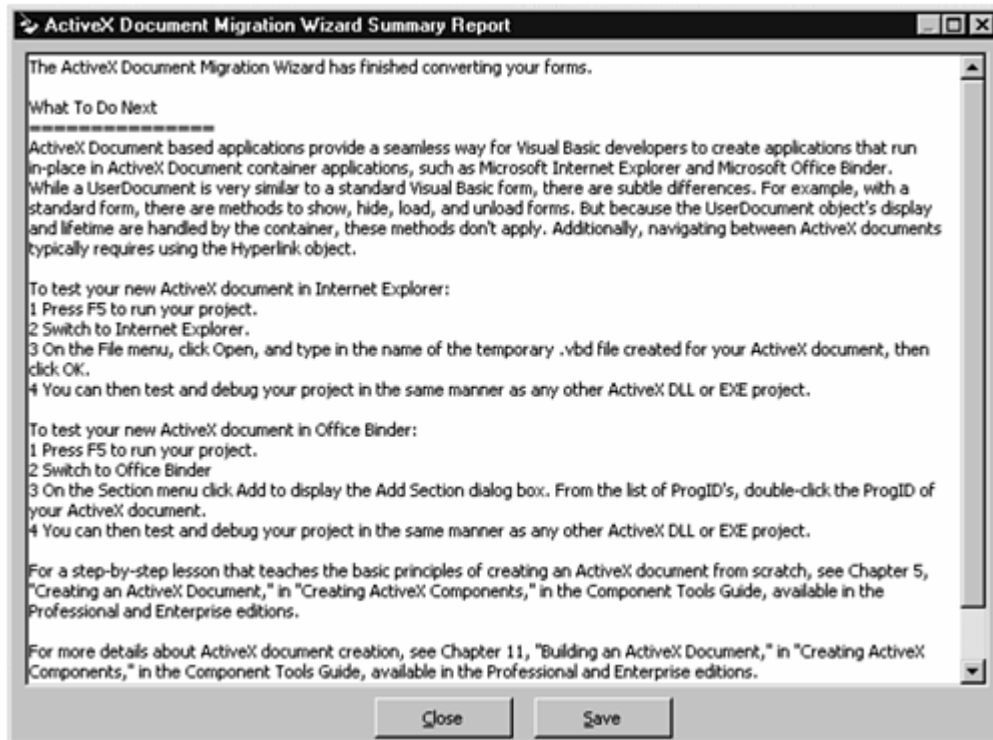 ActiveX Document Migration Wizard Summary Report
The ActiveX Document Migration Wizard has finished converting your forms.
What To Do Next
===============
ActiveX Document based applications provide a seamless way for Visual Basic developers to create applications that run
in-place in ActiveX Document container applications, such as Microsoft Internet Explorer and Microsoft Office Binder.
While a UserDocument is very similar to a standard Visual Basic form, there are subtle differences. For example, with a
standard form, there are methods to show, hide, load, and unload forms. But because the UserDocument object's display
and lifetime are handled by the container, these methods don't apply. Additionally, navigating between ActiveX documents
typically requires using the Hyperlink object.
To test your new ActiveX document in Internet Explorer:
1 Press F5 to run your project.
2 Switch to Internet Explorer.
3 On the File menu, click Open, and type in the name of the temporary .vbd file created for your ActiveX document, then
click OK.
4 You can then test and debug your project in the same manner as any other ActiveX DLL or EXE project.
To test your new ActiveX document in Office Binder:
1 Press F5 to run your project.
2 Switch to Office Binder
3 On the Section menu click Add to display the Add Section dialog box. From the list of ProgID's, double-click the ProgID of
your ActiveX document.
4 You can then test and debug your project in the same manner as any other ActiveX DLL or EXE project.
For a step-by-step lesson that teaches the basic principles of creating an ActiveX document from scratch, see Chapter 5,
"Creating an ActiveX Document," in "Creating ActiveX Components," in the Component Tools Guide, available in the
Professional and Enterprise editions.
For more details about ActiveX document creation, see Chapter 11, "Building an ActiveX Document," in "Creating ActiveX
Components," in the Component Tools Guide, available in the Professional and Enterprise editions.
Close Save